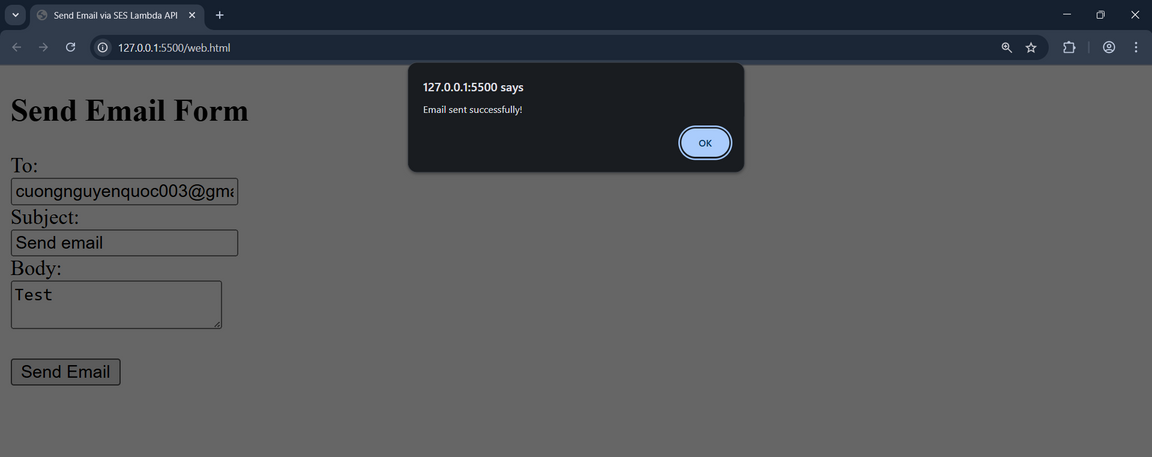 Send Email via SES Lambda API
127.0.0.1:5500/web.html
127.0.0.1:5500 says
Email sent successfully!
OK
Send Email Form
To:
cuongnguyenquoc003@gma
Subject:
Send email
Body:
Test
Send Email